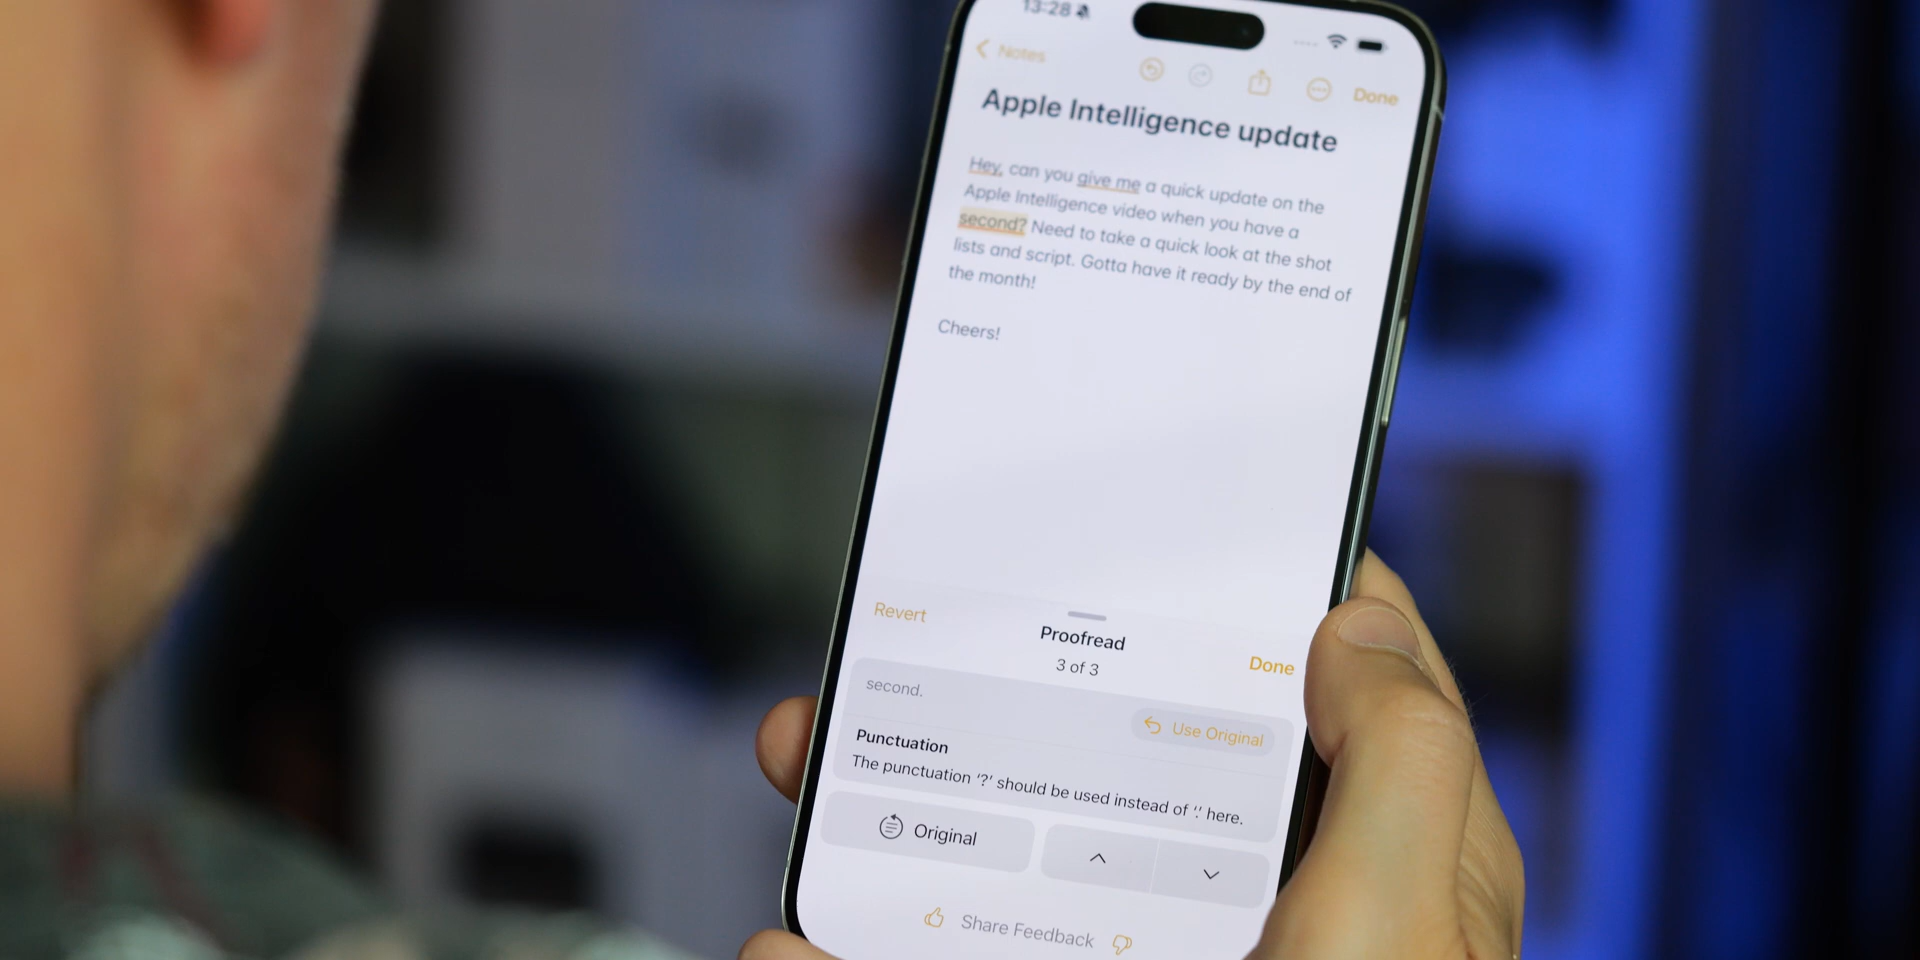 13:28
Notes
Done
Apple Intelligence update
Hey, can you give me a quick update on the
Apple Intelligence video when you have a
second? Need to take a quick look at the shot
lists and script. Gotta have it ready by the end of
the month!
Cheers!
Revert
Proofread
3 of 3
Done
second.
Use Original
Punctuation
The punctuation ‘?’ should be used instead of ‘.’ here.
Original
Share Feedback